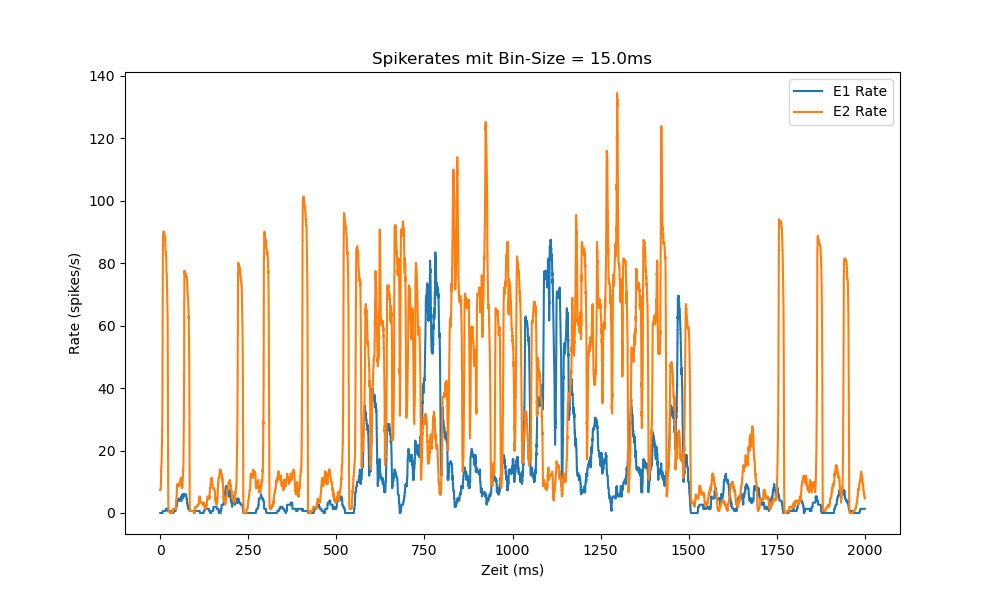 Spikerates mit Bin-Size = 15.0ms
E1 Rate
E2 Rate
140
120
100
80
60
40
20
0
Rate (spikes/s)
0 250 500 750 1000 1250 1500 1750 2000
Zeit (ms)